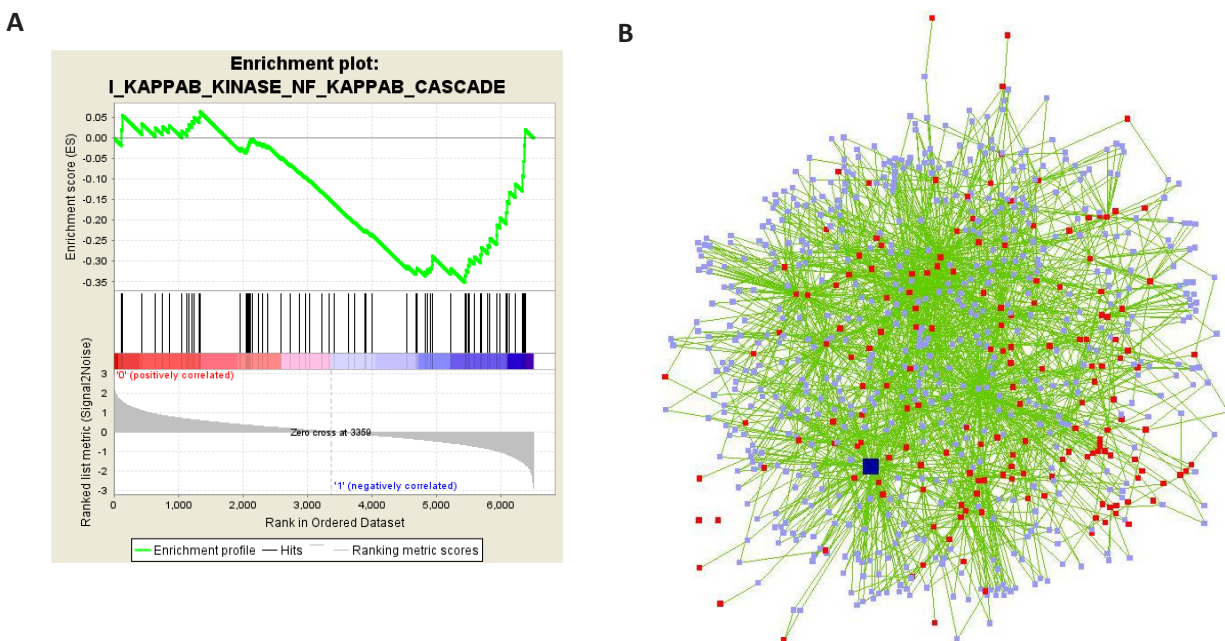 A
B
Enrichment plot:
I_KAPPAB_KINASE_NF_KAPPAB_CASCADE
Enrichment score (ES)
0.05
0.00
-0.05
-0.10
-0.15
-0.20
-0.25
-0.30
-0.35
Ranked list metric (Signal2Noise)
'0' (positively correlated)
3
2
1
0
-1
-2
-3
Zero cross at 3359
'1' (negatively correlated)
0 1,000 2,000 3,000 4,000 5,000 6,000
Rank in Ordered Dataset
Enrichment profile Hits Ranking metric scores